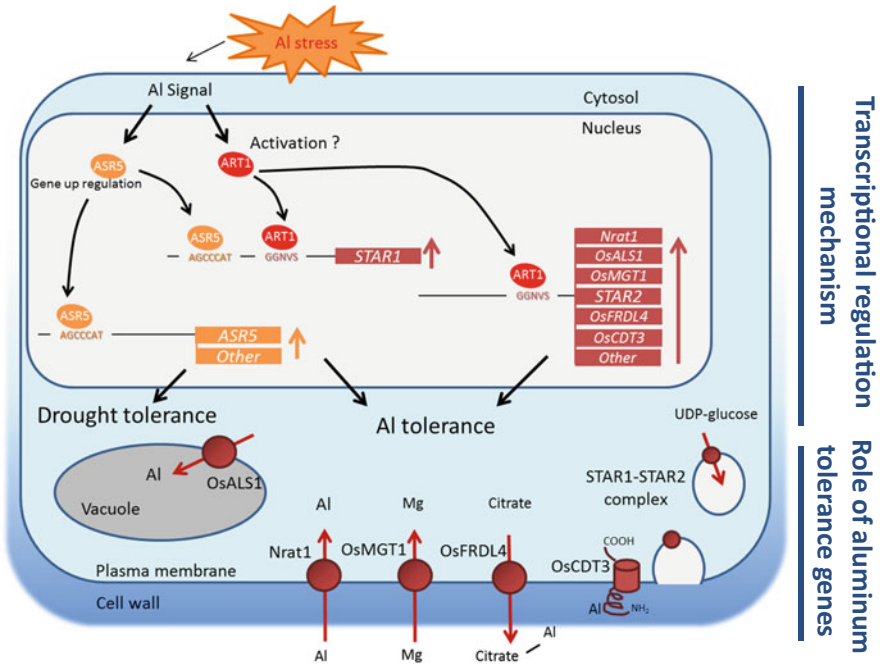 Al stress
Al Signal
Cytosol
Nucleus
Activation ?
ASR5
ART1
Gene up regulation
ASR5
ART1
AGCCCAT
GGNVS
STAR1
ART1
GGNVS
Nrat1
OsALS1
OsMGT1
STAR2
OsFRDL4
OsCDT3
Other
ASR5
AGCCCAT
ASR5
Other
Drought tolerance
Al tolerance
UDP-glucose
Al
OsALS1
Vacuole
STAR1-STAR2
complex
Al
Mg
Citrate
Nrat1
OsMGT1
OsFRDL4
COOH
OsCDT3
Al
NH₂
Plasma membrane
Cell wall
Al
Mg
Citrate
Al
Transcriptional regulation
mechanism
Role of aluminum
tolerance genes